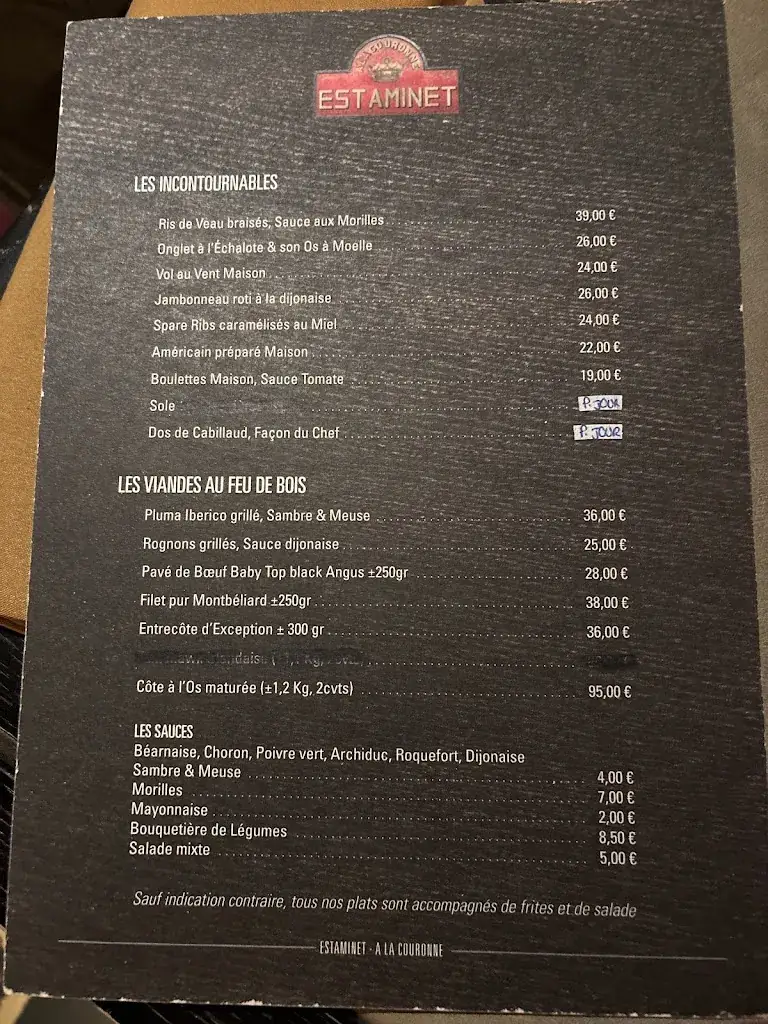 A LA COURONNE
ESTAMINET
LES INCONTOURNABLES
Ris de Veau braisés, Sauce aux Morilles 39,00 €
Onglet à l'Échalote & son Os à Moelle 26,00 €
Vol au Vent Maison 24,00 €
Jambonneau roti à la dijonaise 26,00 €
Spare Ribs caramélisés au Miel 24,00 €
Américain préparé Maison 22,00 €
Boulettes Maison, Sauce Tomate 19,00 €
Sole P. JOUR
Dos de Cabillaud, Façon du Chef P. JOUR
LES VIANDES AU FEU DE BOIS
Pluma Iberico grillé, Sambre & Meuse 36,00 €
Rognons grillés, Sauce dijonaise 25,00 €
Pavé de Bœuf Baby Top black Angus ±250gr 28,00 €
Filet pur Montbéliard ±250gr 38,00 €
Entrecôte d'Exception ± 300 gr 36,00 €
Côte à l'Os maturée (±1,2 Kg, 2cvts) 95,00 €
LES SAUCES
Béarnaise, Choron, Poivre vert, Archiduc, Roquefort, Dijonaise
Sambre & Meuse 4,00 €
Morilles 7,00 €
Mayonnaise 2,00 €
Bouquetière de Légumes 8,50 €
Salade mixte 5,00 €
Sauf indication contraire, tous nos plats sont accompagnés de frites et de salade
ESTAMINET - A LA COURONNE